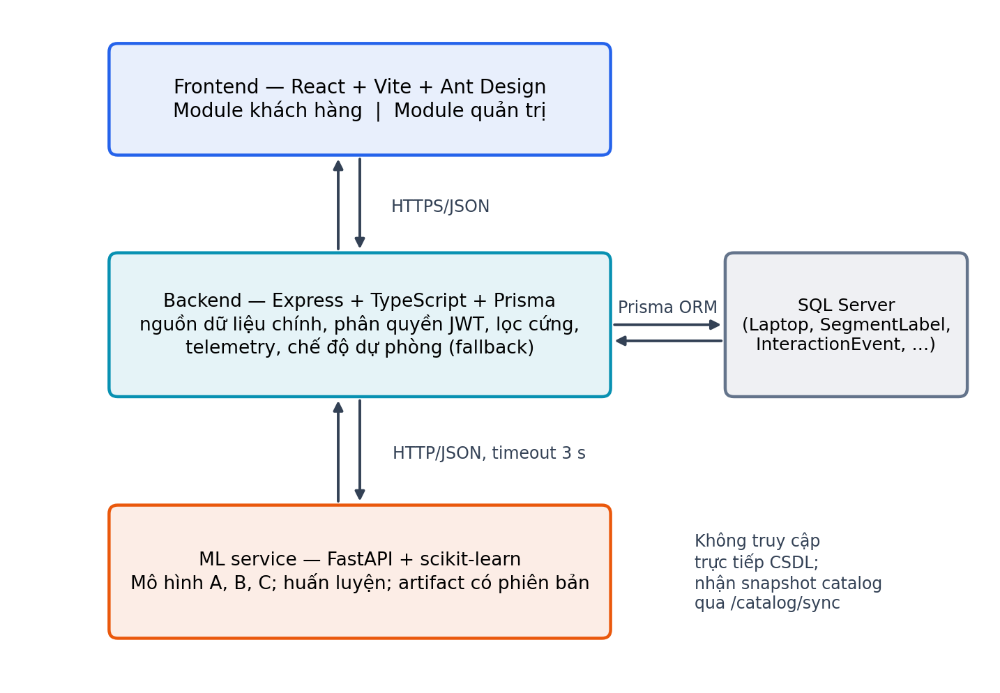 Frontend — React + Vite + Ant Design
Module khách hàng | Module quản trị
HTTPS/JSON
Backend — Express + TypeScript + Prisma
nguồn dữ liệu chính, phân quyền JWT, lọc cứng,
telemetry, chế độ dự phòng (fallback)
Prisma ORM
SQL Server
(Laptop, SegmentLabel,
InteractionEvent, ...)
HTTP/JSON, timeout 3 s
ML service — FastAPI + scikit-learn
Mô hình A, B, C; huấn luyện; artifact có phiên bản
Không truy cập
trực tiếp CSDL;
nhận snapshot catalog
qua /catalog/sync